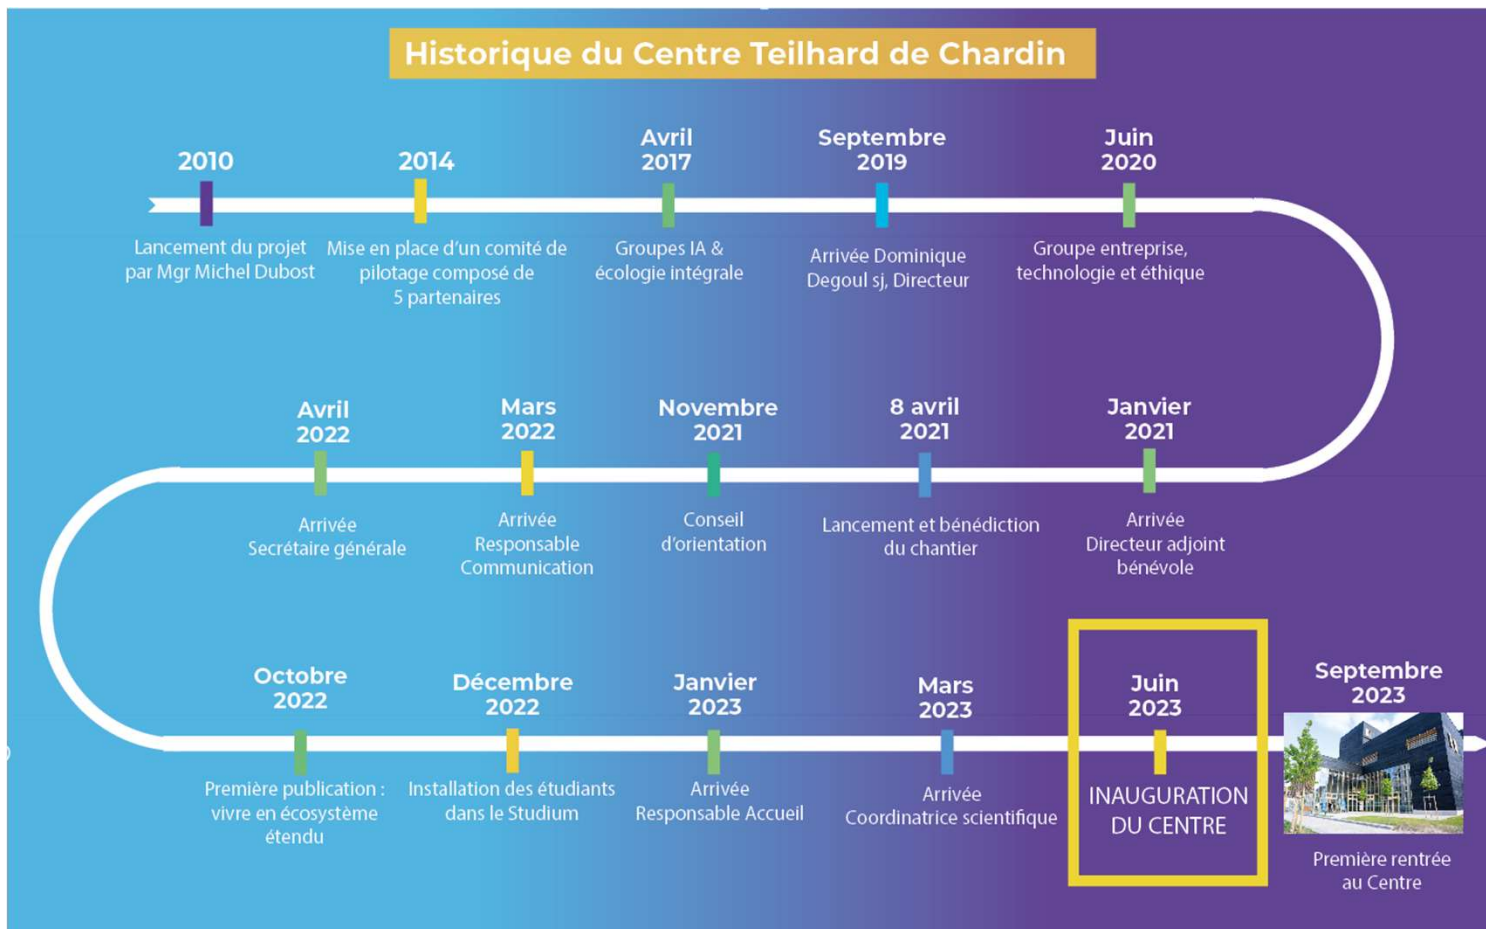 Historique du Centre Teilhard de Chardin
2010
Lancement du projet
par Mgr Michel Dubost
2014
Mise en place d'un comité de
pilotage composé de
5 partenaires
Avril
2017
Groupes IA &
écologie intégrale
Septembre
2019
Arrivée Dominique
Degoul sj, Directeur
Juin
2020
Groupe entreprise,
technologie et éthique
Janvier
2021
Arrivée
Directeur adjoint
bénévole
8 avril
2021
Lancement et bénédiction
du chantier
Novembre
2021
Conseil
d'orientation
Mars
2022
Arrivée
Responsable
Communication
Avril
2022
Arrivée
Secrétaire générale
Octobre
2022
Première publication :
vivre en écosystème
étendu
Décembre
2022
Installation des étudiants
dans le Studium
Janvier
2023
Arrivée
Responsable Accueil
Mars
2023
Arrivée
Coordinatrice scientifique
Juin
2023
INAUGURATION
DU CENTRE
Septembre
2023
Première rentrée
au Centre